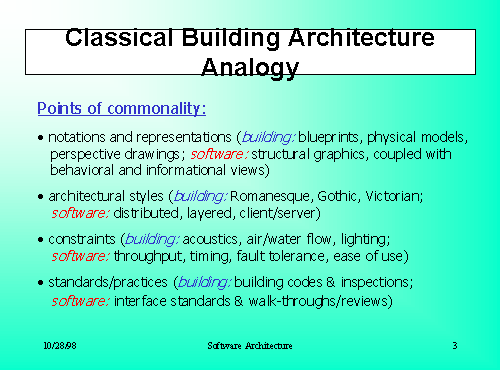 Classical Building Architecture
Analogy
Points of commonality:
• notations and representations (building: blueprints, physical models,
perspective drawings; software: structural graphics, coupled with
behavioral and informational views)
• architectural styles (building: Romanesque, Gothic, Victorian;
software: distributed, layered, client/server)
• constraints (building: acoustics, air/water flow, lighting;
software: throughput, timing, fault tolerance, ease of use)
• standards/practices (building: building codes & inspections;
software: interface standards & walk-throughs/reviews)
10/28/98 Software Architecture 3